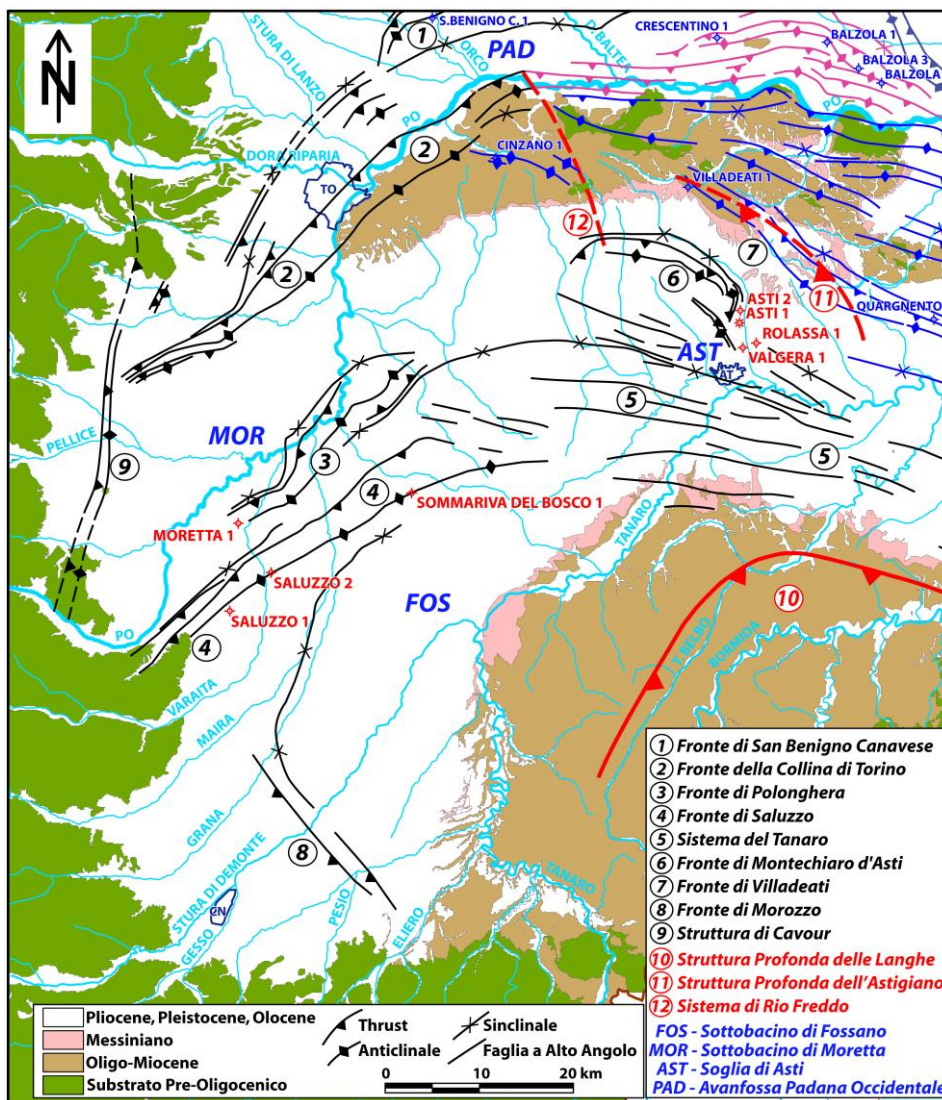 S.BENIGNO C. 1
CRESCENTINO 1
BALZOLA 1
BALZOLA 3
BALZOLA
STURA DI LANZO
1
ORCO
PAD
D. BALTEA
N
PO
PO
DORA RIPARIA
TO
2
CINZANO 1
VILLADEATI 1
12
7
2
6
11
ASTI 2
ASTI 1
QUARGNENTO
ROLASSA 1
AST
VALGERA 1
AT
5
MOR
PELLICE
3
5
9
4
SOMMARIVA DEL BOSCO 1
TANARO
MORETTA 1
SALUZZO 2
FOS
10
SALUZZO 1
PO
4
T. BELBO
BORMIDA
VARAITA
MAIRA
GRANA
8
STURA DI DEMONTE
TANARO
CN
GESSO
PESIO
ELIERO
1 Fronte di San Benigno Canavese
2 Fronte della Collina di Torino
3 Fronte di Polonghera
4 Fronte di Saluzzo
5 Sistema del Tanaro
6 Fronte di Montechiaro d'Asti
7 Fronte di Villadeati
8 Fronte di Morozzo
9 Struttura di Cavour
10 Struttura Profonda delle Langhe
11 Struttura Profonda dell'Astigiano
12 Sistema di Rio Freddo
FOS - Sottobacino di Fossano
MOR - Sottobacino di Moretta
AST - Soglia di Asti
PAD - Avanfossa Padana Occidentale
Pliocene, Pleistocene, Olocene
Messiniano
Oligo-Miocene
Substrato Pre-Oligocenico
Thrust
Sinclinale
Anticlinale
Faglia a Alto Angolo
0 10 20 km